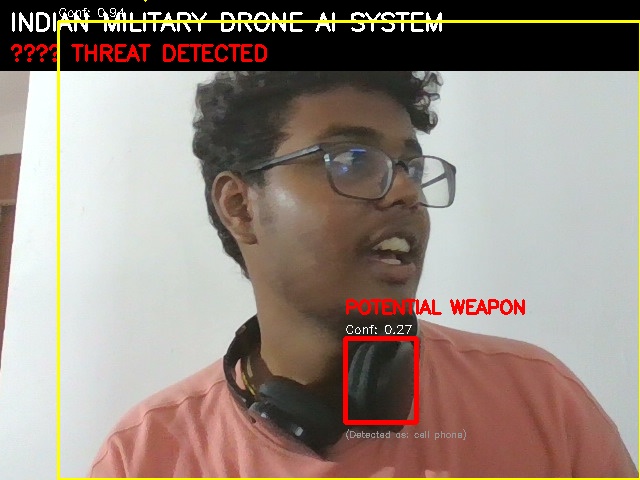 Conf: 0.94
INDIAN MILITARY DRONE AI SYSTEM
???? THREAT DETECTED
POTENTIAL WEAPON
Conf: 0.27
(Detected as: cell phone)